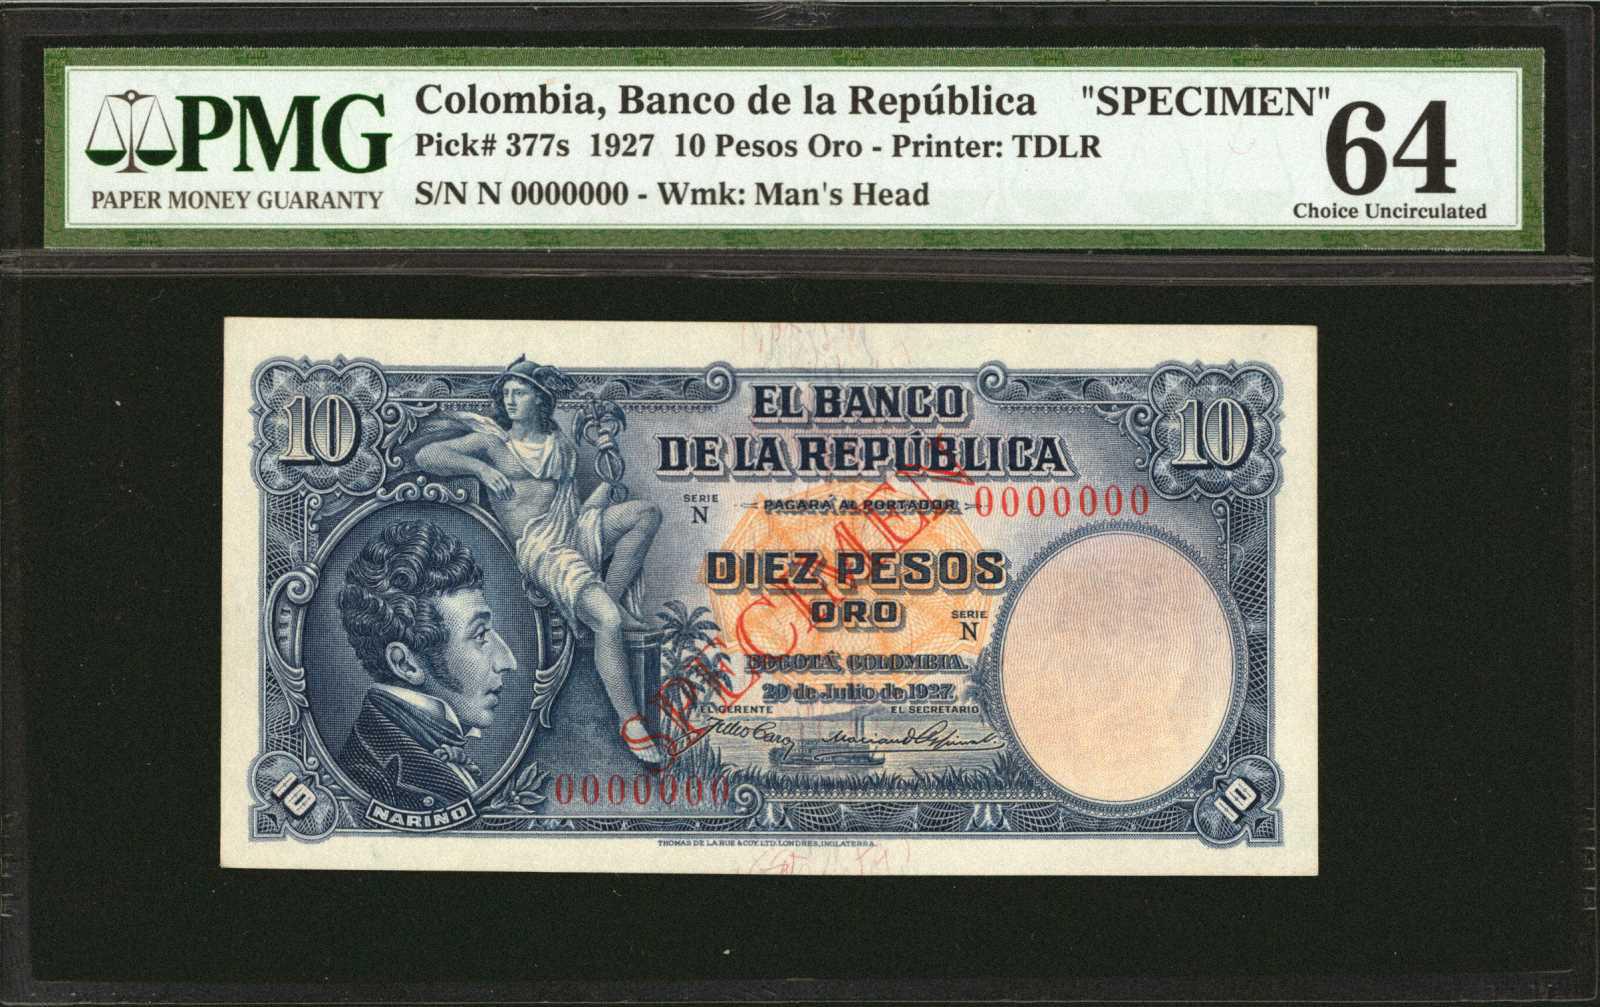 PMG
PAPER MONEY GUARANTY
Colombia, Banco de la República "SPECIMEN"
Pick# 377s 1927 10 Pesos Oro - Printer: TDLR
S/N N 0000000 - Wmk: Man's Head
64
Choice Uncirculated
10
10
EL BANCO
DE LA REPÚBLICA
SERIE
N
PAGARÁ AL PORTADOR
0000000
DIEZ PESOS
ORO
SERIE
N
SPECIMEN
BOGOTÁ, COLOMBIA.
20 de Julio de 1927.
EL GERENTE
EL SECRETARIO
Julio Caro
0000000
10
NARIÑO
10
THOMAS DE LA RUE & COY. LTD. LONDRES, INGLATERRA.